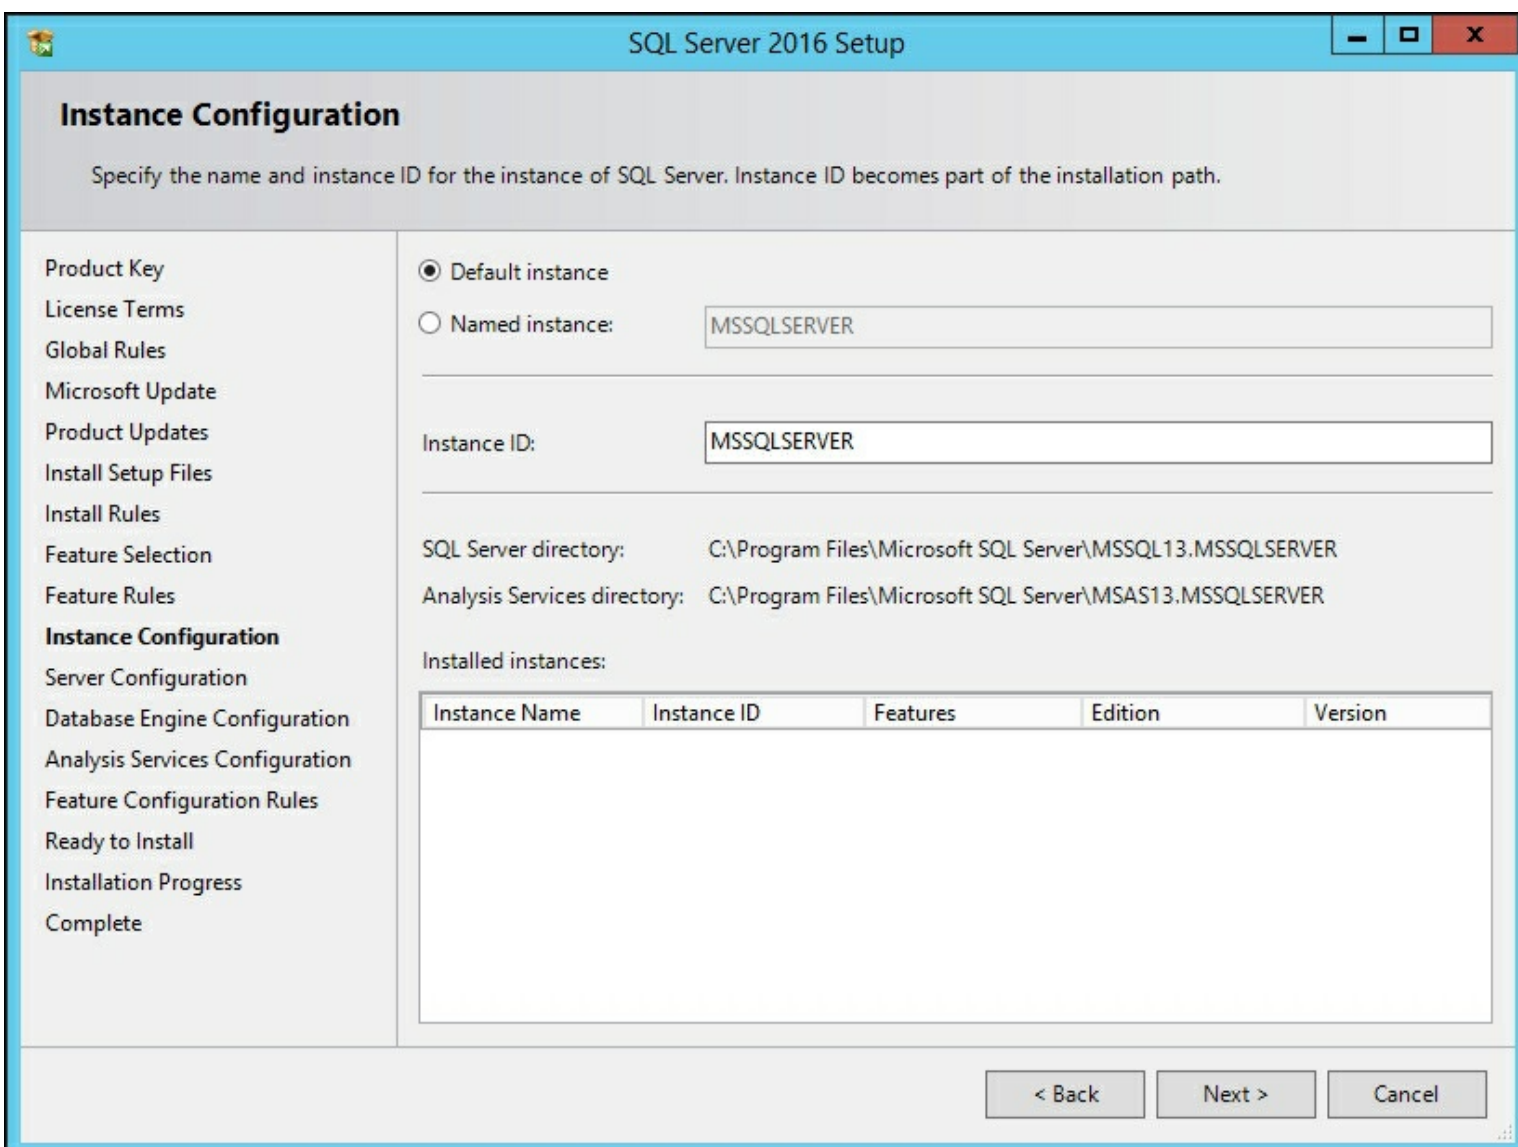 SQL Server 2016 Setup
Instance Configuration
Specify the name and instance ID for the instance of SQL Server. Instance ID becomes part of the installation path.
Product Key
License Terms
Global Rules
Microsoft Update
Product Updates
Install Setup Files
Install Rules
Feature Selection
Feature Rules
Instance Configuration
Server Configuration
Database Engine Configuration
Analysis Services Configuration
Feature Configuration Rules
Ready to Install
Installation Progress
Complete
Default instance
Named instance: MSSQLSERVER
Instance ID: MSSQLSERVER
SQL Server directory: C:\Program Files\Microsoft SQL Server\MSSQL13.MSSQLSERVER
Analysis Services directory: C:\Program Files\Microsoft SQL Server\MSAS13.MSSQLSERVER
Installed instances:
Instance Name Instance ID Features Edition Version
< Back Next > Cancel